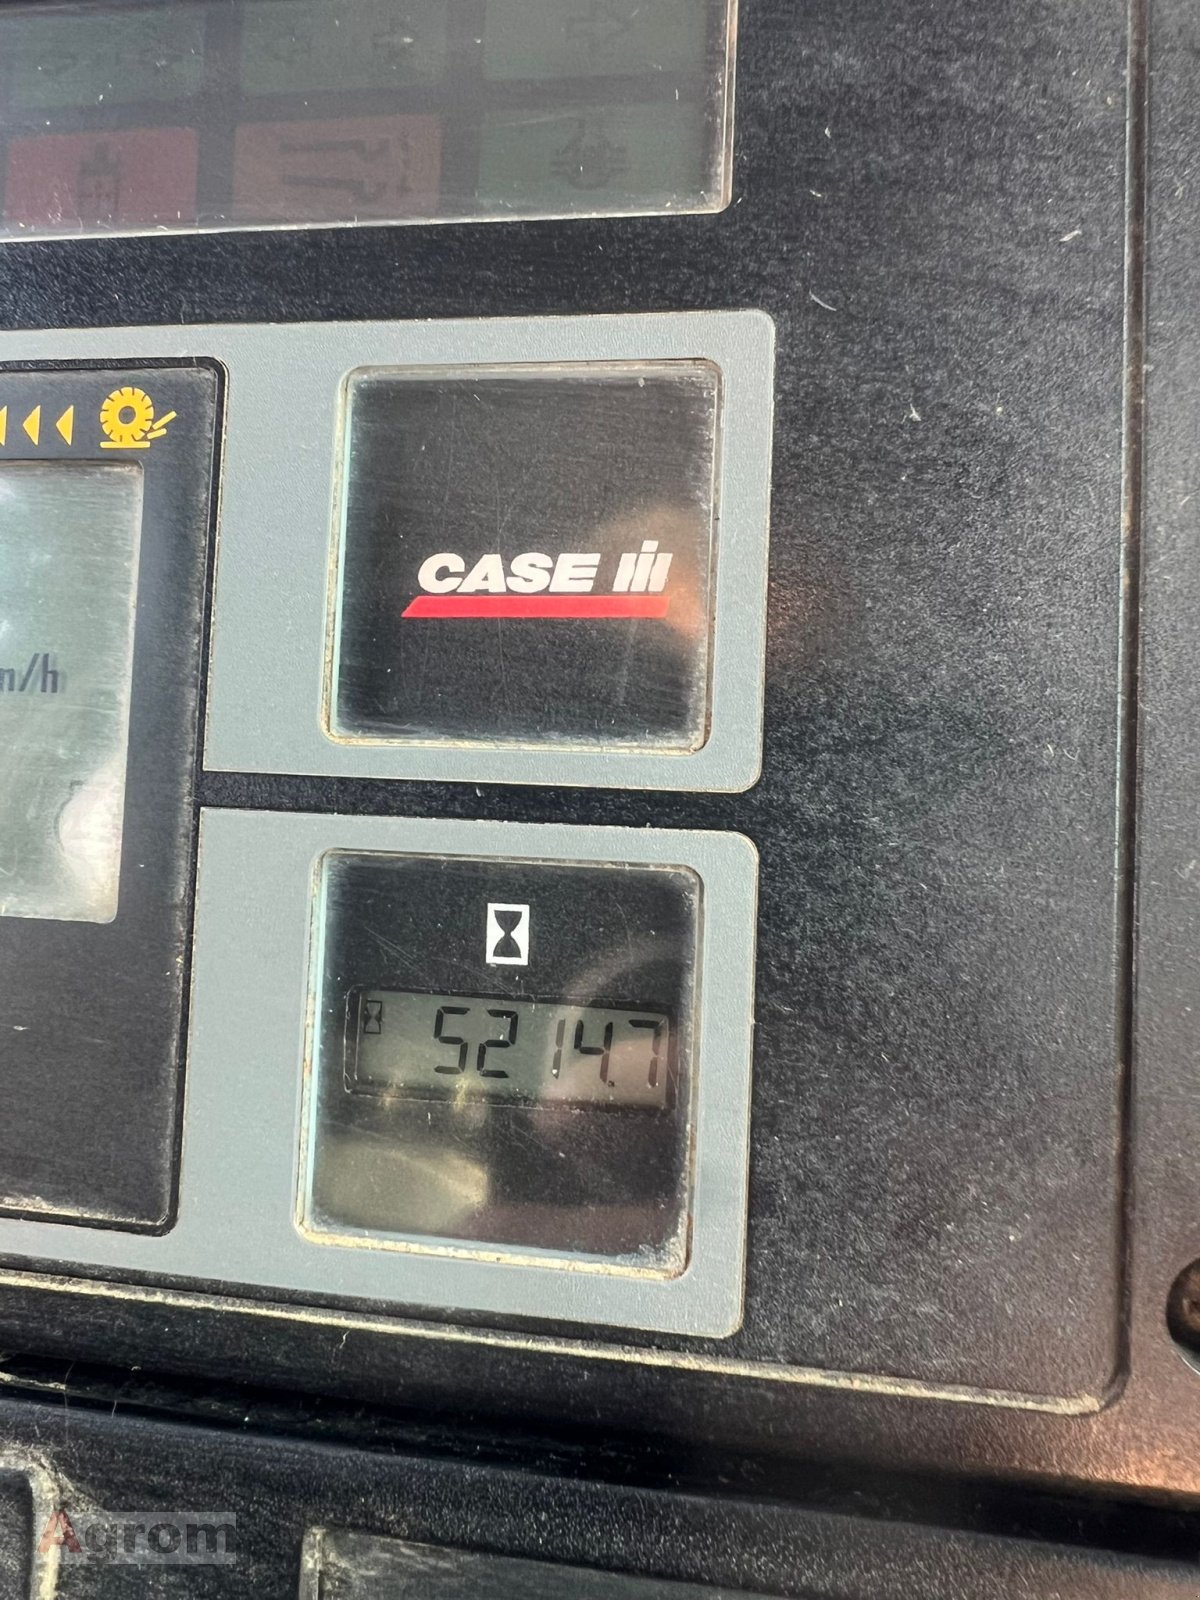 CASE IH
m/h
5214.7
Agrom